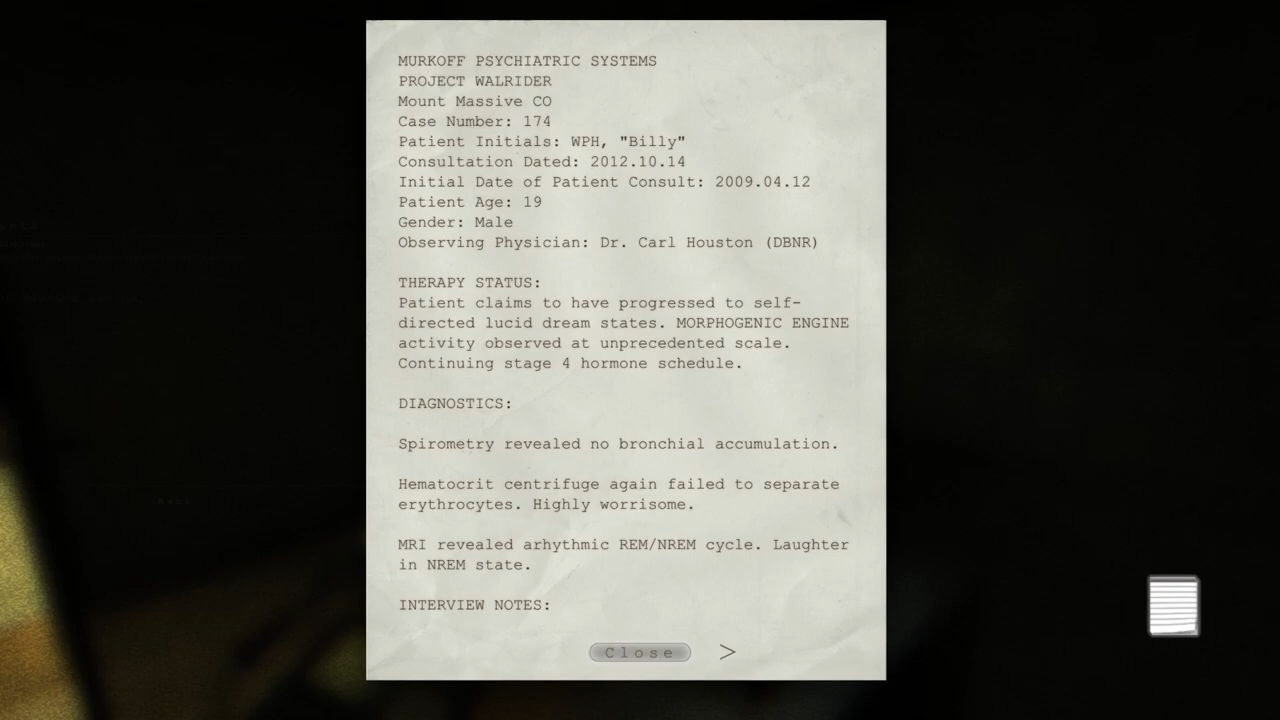 MURKOFF PSYCHIATRIC SYSTEMS
PROJECT WALRIDER
Mount Massive CO
Case Number: 174
Patient Initials: WPH, "Billy"
Consultation Dated: 2012.10.14
Initial Date of Patient Consult: 2009.04.12
Patient Age: 19
Gender: Male
Observing Physician: Dr. Carl Houston (DBNR)
THERAPY STATUS:
Patient claims to have progressed to self-
directed lucid dream states. MORPHOGENIC ENGINE
activity observed at unprecedented scale.
Continuing stage 4 hormone schedule.
DIAGNOSTICS:
Spirometry revealed no bronchial accumulation.
Hematocrit centrifuge again failed to separate
erythrocytes. Highly worrisome.
MRI revealed arhythmic REM/NREM cycle. Laughter
in NREM state.
INTERVIEW NOTES:
Close >